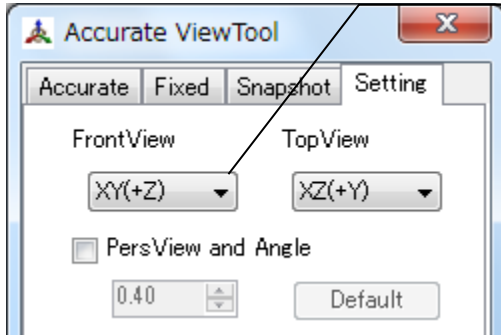 Accurate ViewTool
Accurate Fixed Snapshot Setting
FrontView TopView
XY(+Z) XZ(+Y)
PersView and Angle
0.40 Default